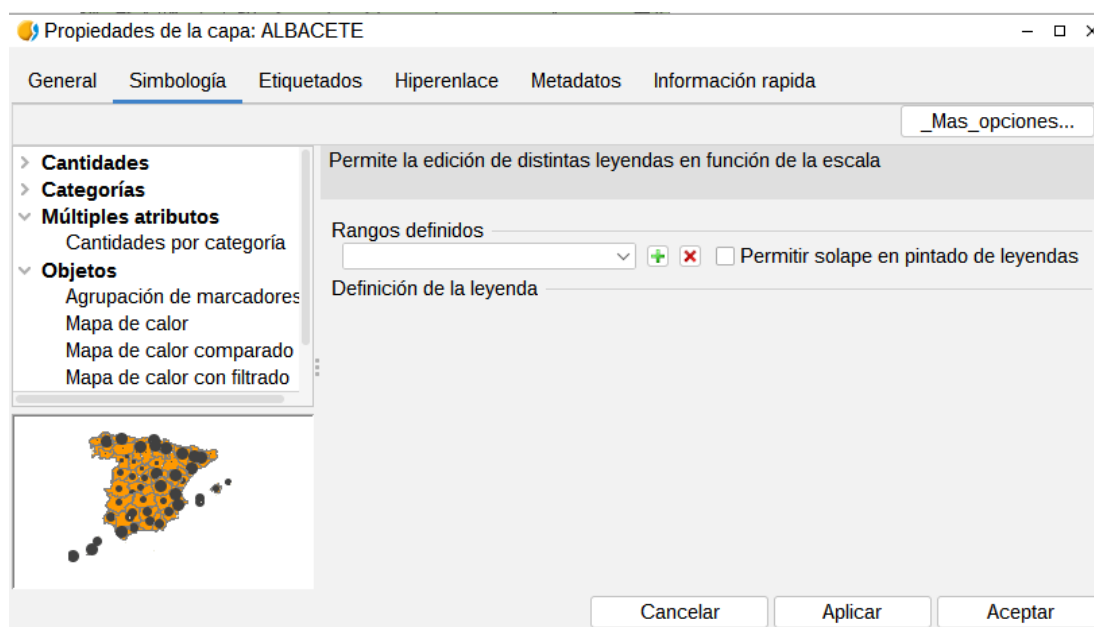 Propiedades de la capa: ALBACETE
General Simbología Etiquetados Hiperenlace Metadatos Información rapida
_Mas_opciones...
Cantidades
Categorías
Múltiples atributos
Cantidades por categoría
Objetos
Agrupación de marcadores
Mapa de calor
Mapa de calor comparado
Mapa de calor con filtrado
Permite la edición de distintas leyendas en función de la escala
Rangos definidos
Permitir solape en pintado de leyendas
Definición de la leyenda
Cancelar Aplicar Aceptar